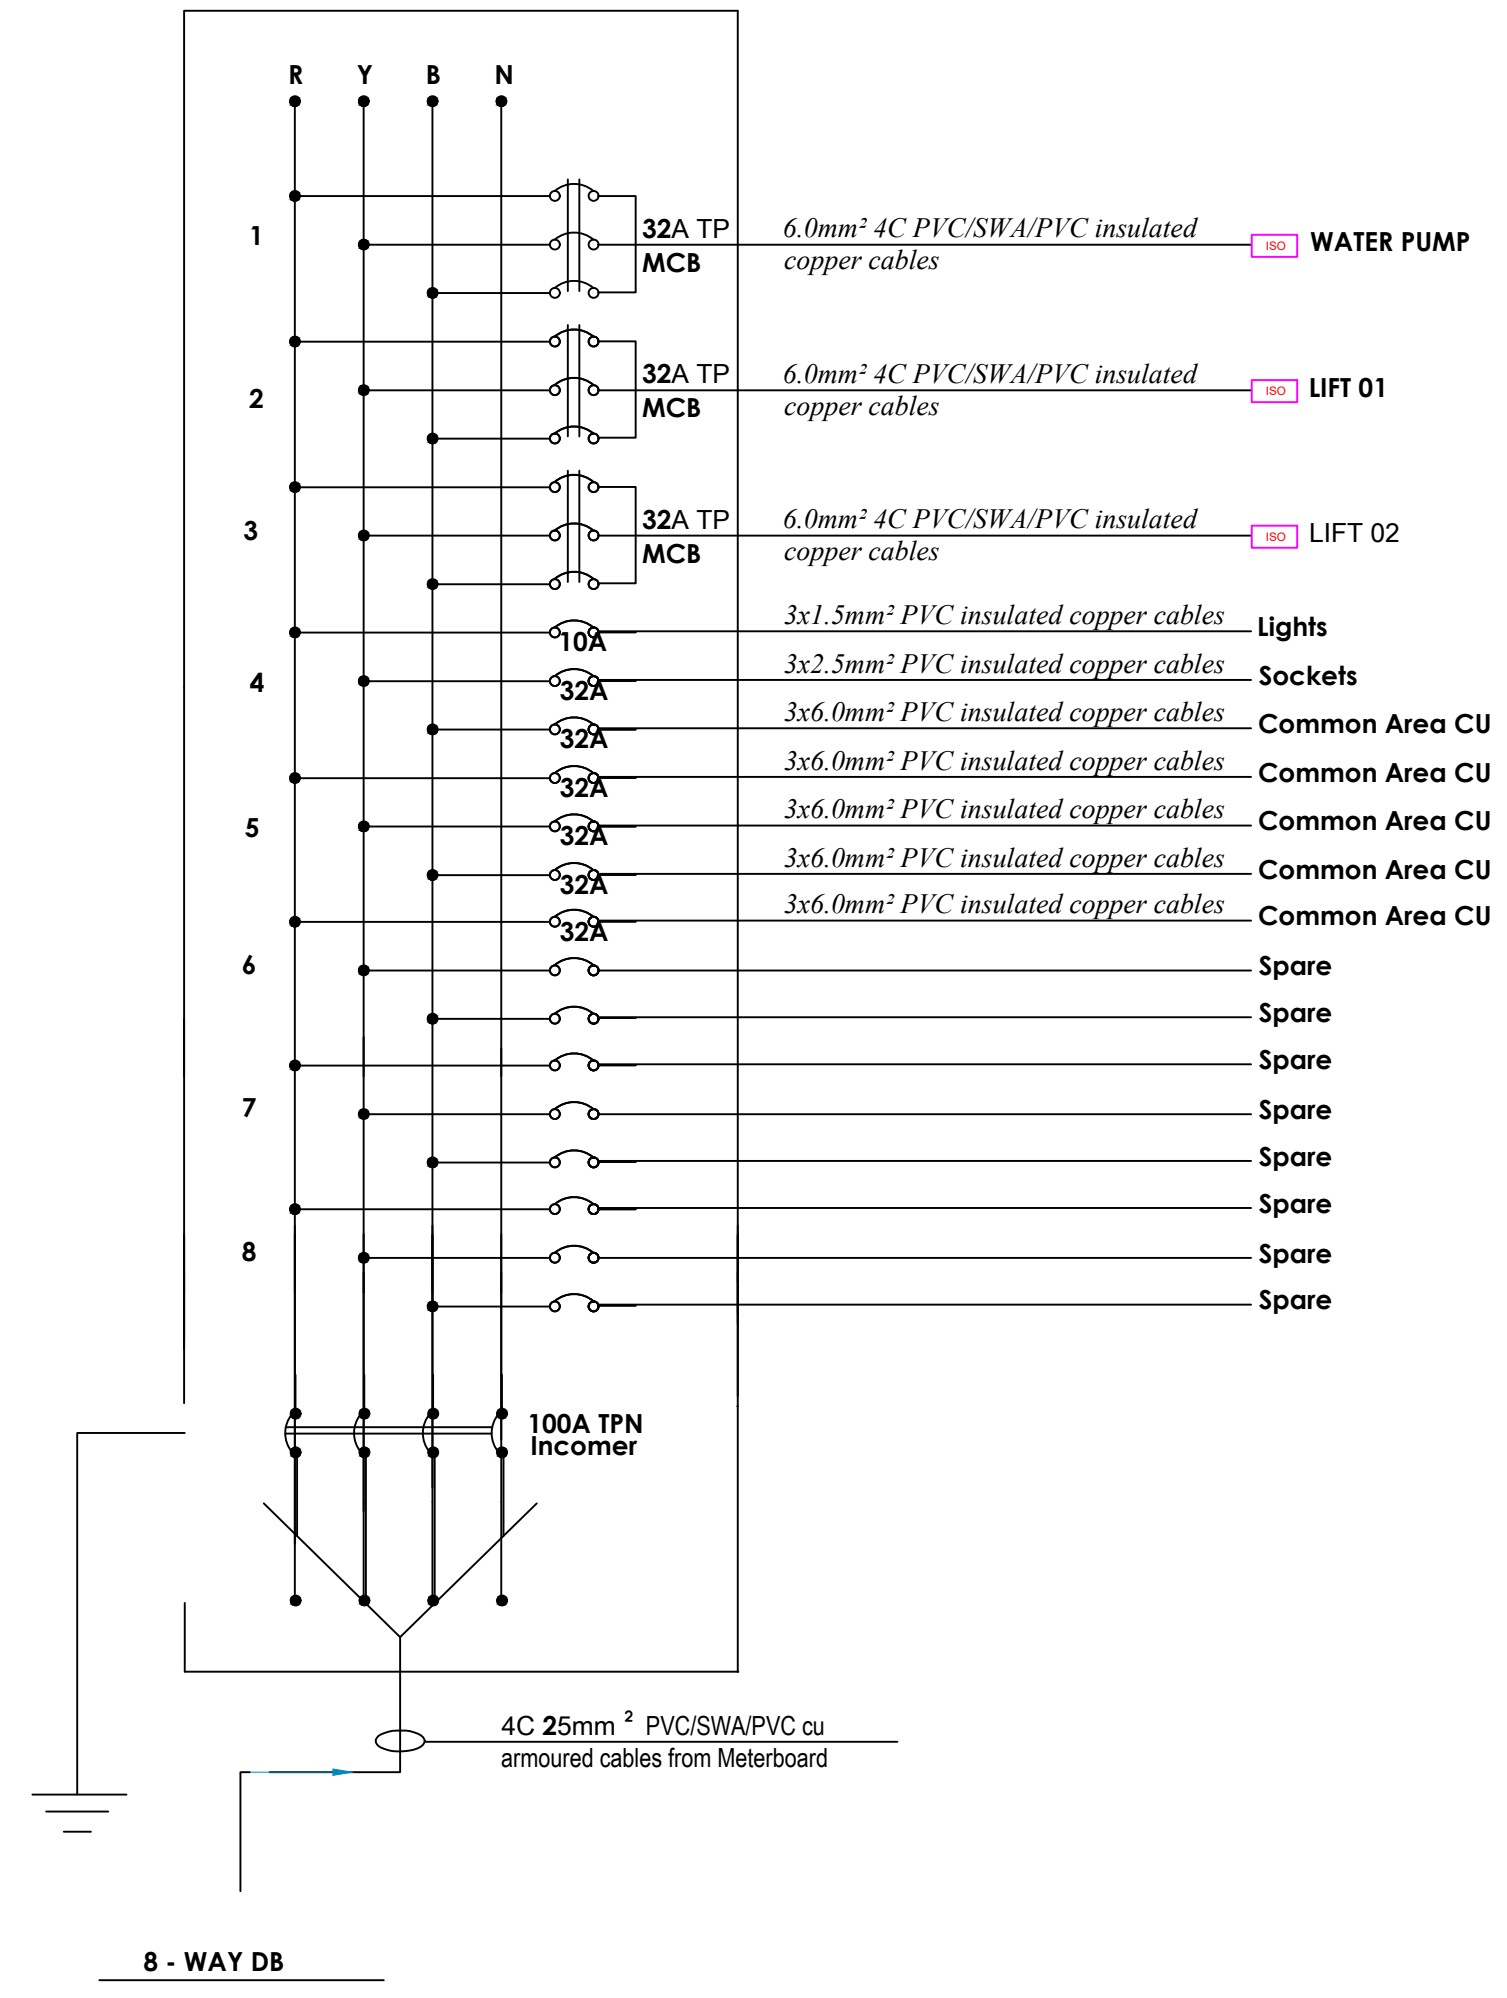 R Y B N
1
32A TP
MCB
6.0mm² 4C PVC/SWA/PVC insulated
copper cables
ISO
WATER PUMP
2
32A TP
MCB
6.0mm² 4C PVC/SWA/PVC insulated
copper cables
ISO
LIFT 01
3
32A TP
MCB
6.0mm² 4C PVC/SWA/PVC insulated
copper cables
ISO
LIFT 02
4
10A
3x1.5mm² PVC insulated copper cables
Lights
32A
3x2.5mm² PVC insulated copper cables
Sockets
32A
3x6.0mm² PVC insulated copper cables
Common Area CU
5
32A
3x6.0mm² PVC insulated copper cables
Common Area CU
32A
3x6.0mm² PVC insulated copper cables
Common Area CU
32A
3x6.0mm² PVC insulated copper cables
Common Area CU
6
32A
3x6.0mm² PVC insulated copper cables
Common Area CU
Spare
Spare
7
Spare
Spare
Spare
8
Spare
Spare
Spare
100A TPN
Incomer
4C 25mm ² PVC/SWA/PVC cu
armoured cables from Meterboard
8 - WAY DB